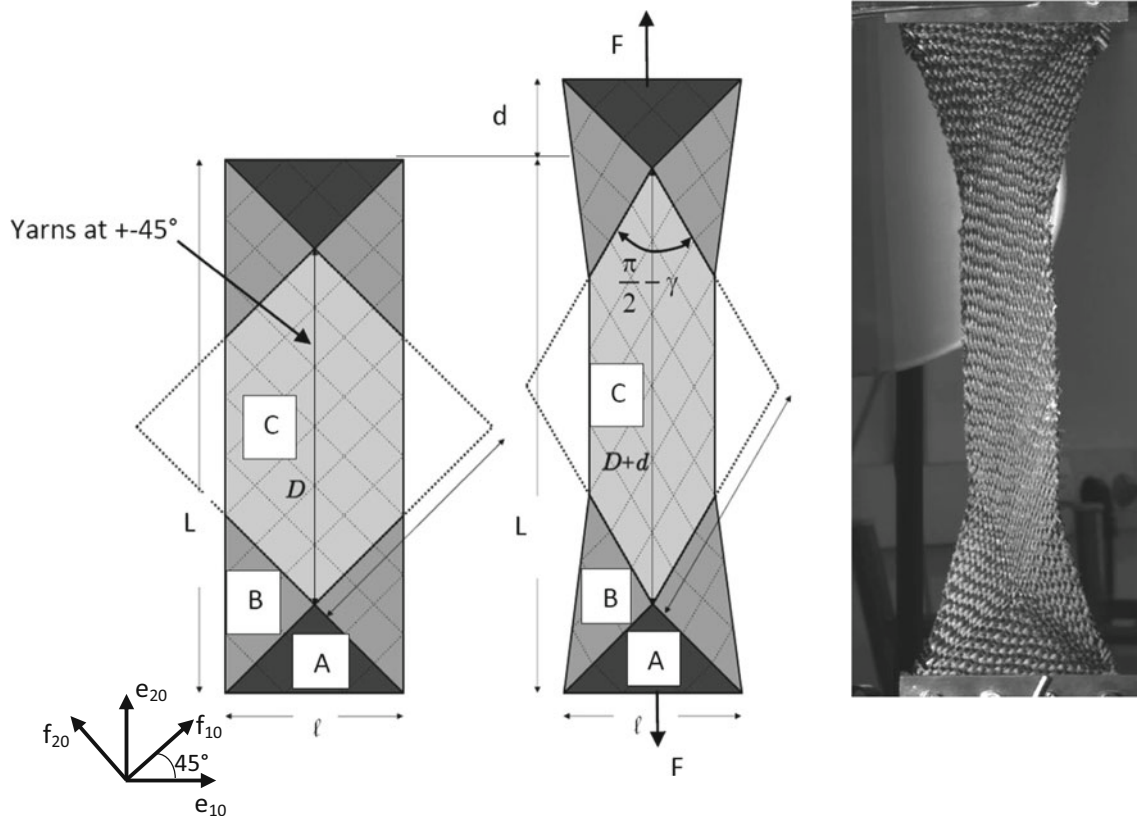 F
d
Yarns at +-45°
π/2 − γ
C
C
D
D+d
L
L
B
B
A
A
ℓ
ℓ
F
e20
f20
f10
45°
e10